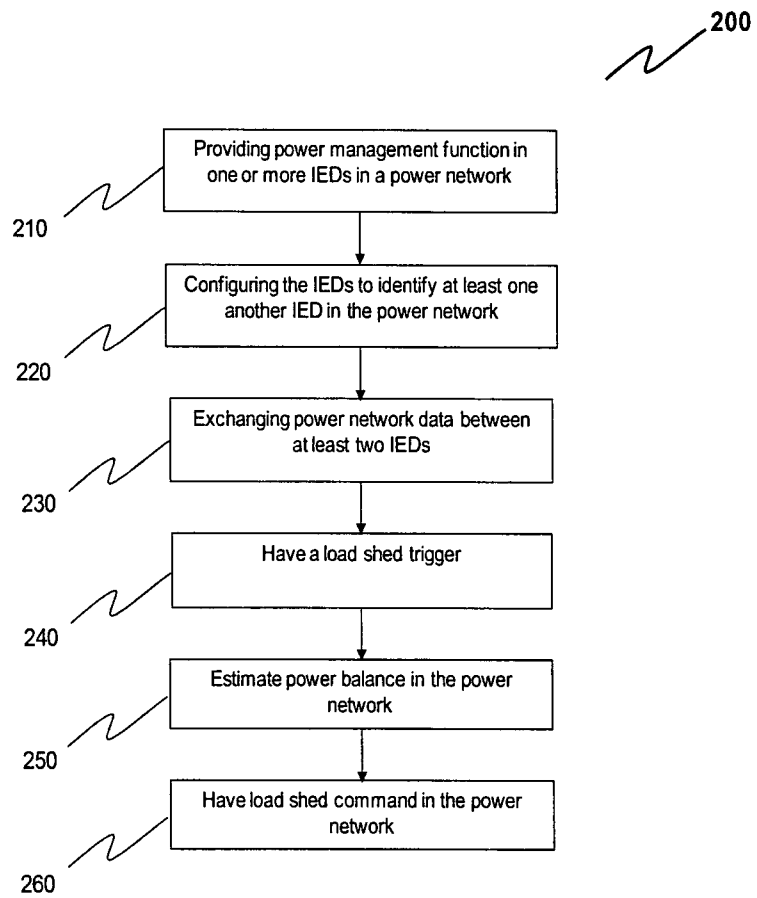 200
Providing power management function in
one or more IEDs in a power network
210
Configuring the IEDs to identify at least one
another IED in the power network
220
Exchanging power network data between
at least two IEDs
230
Have a load shed trigger
240
Estimate power balance in the power
network
250
Have load shed command in the power
network
260